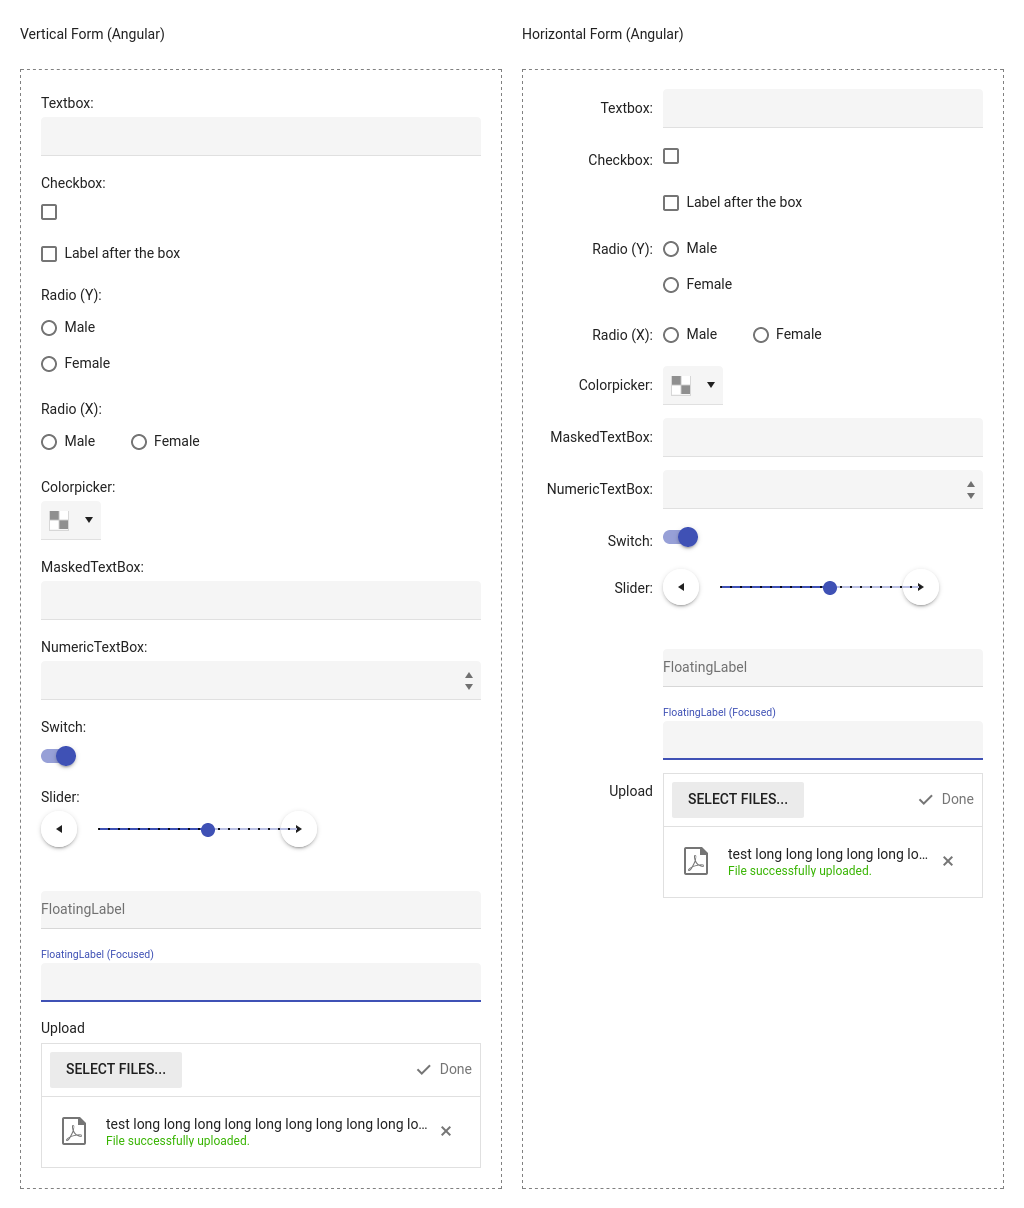 Vertical Form (Angular)
Textbox:
Checkbox:
Label after the box
Radio (Y):
Male
Female
Radio (X):
Male Female
Colorpicker:
MaskedTextBox:
NumericTextBox:
Switch:
Slider:
FloatingLabel
FloatingLabel (Focused)
Upload
SELECT FILES... Done
test long long long long long long long long long lo...
File successfully uploaded.
Horizontal Form (Angular)
Textbox:
Checkbox:
Label after the box
Radio (Y): Male
Female
Radio (X): Male Female
Colorpicker:
MaskedTextBox:
NumericTextBox:
Switch:
Slider:
FloatingLabel
FloatingLabel (Focused)
Upload SELECT FILES... Done
test long long long long long lo...
File successfully uploaded.